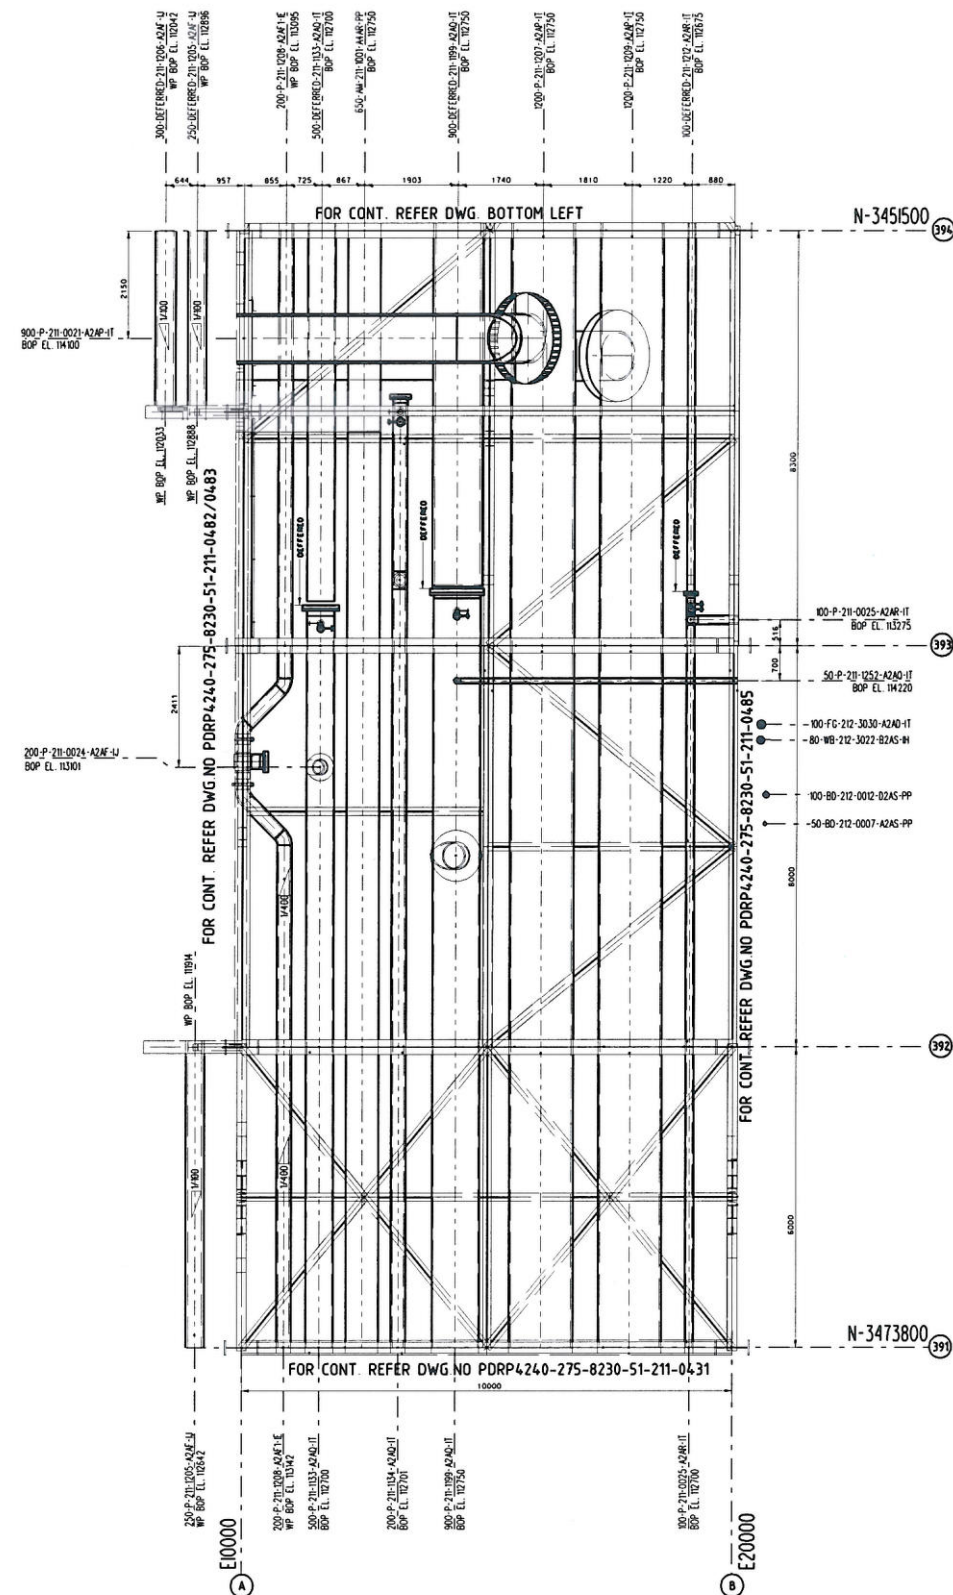 300-DEFERRED-211-1206-A2AF-IJ
WP BOP EL. 112042
250-DEFERRED-211-1205-A2AF-IJ
WP BOP EL. 112896
200-P-211-1208-A2AF1-IE
WP BOP EL. 113095
500-DEFERRED-211-1133-A2AQ-IT
BOP EL. 112700
650-AM-211-1001-A4AR-PP
BOP EL. 112750
900-DEFERRED-211-1199-A2AQ-IT
BOP EL. 112750
1200-P-211-1207-A2AP-IT
BOP EL. 112750
1200-P-211-1209-A2AP-IT
BOP EL. 112750
100-DEFERRED-211-1212-A2AR-IT
BOP EL. 112675
644
957
855
725
867
1903
1740
1810
1220
880
FOR CONT. REFER DWG. BOTTOM LEFT
N-3451500
394
2150
1/100
1/100
900-P-211-0021-A2AP-IT
BOP EL. 114100
WP BOP EL. 112033
WP BOP EL. 112888
8300
FOR CONT. REFER DWG.NO PDRP4240-275-8230-51-211-0482/0483
DEFFERED
DEFFERED
DEFFERED
100-P-211-0025-A2AR-IT
BOP EL. 113275
516
393
700
50-P-211-1252-A2AQ-IT
BOP EL. 114220
2411
100-FG-212-3030-A2AD-IT
80-WB-212-3022-B2AS-IH
200-P-211-0024-A2AF-IJ
BOP EL. 113101
100-BD-212-0012-D2AS-PP
50-BD-212-0007-A2AS-PP
FOR CONT. REFER DWG.NO PDRP4240-275-8230-51-211-0485
1/400
8000
WP BOP EL. 111914
392
1/100
1/400
6000
N-3473800
391
FOR CONT. REFER DWG.NO PDRP4240-275-8230-51-211-0431
10000
250-P-211-1205-A2AF-IJ
WP BOP EL. 112642
200-P-211-1208-A2AF1-IE
WP BOP EL. 113142
500-P-211-1133-A2AQ-IT
BOP EL. 112700
200-P-211-1134-A2AQ-IT
BOP EL. 112701
900-P-211-1199-A2AQ-IT
BOP EL. 112750
100-P-211-0025-A2AR-IT
BOP EL. 112700
E10000
E20000
A
B